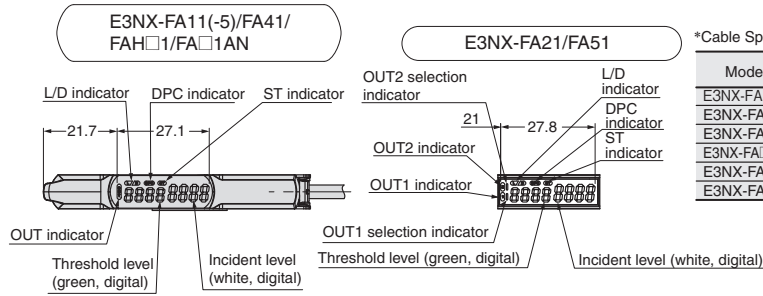 E3NX-FA11(-5)/FA41/
FAH□1/FA□1AN
L/D indicator
DPC indicator
ST indicator
21.7
27.1
OUT indicator
Threshold level
(green, digital)
Incident level
(white, digital)
E3NX-FA21/FA51
OUT2 selection
indicator
L/D
indicator
DPC
indicator
ST
indicator
21
27.8
OUT2 indicator
OUT1 indicator
OUT1 selection indicator
Threshold level (green, digital)
Incident level (white, digital)
*Cable Sp
Mode
E3NX-FA
E3NX-FA
E3NX-FA
E3NX-FA
E3NX-FA
E3NX-FA